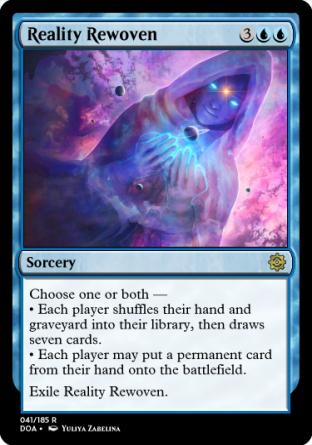 Reality Rewoven 3
Sorcery
Choose one or both —
• Each player shuffles their hand and
graveyard into their library, then draws
seven cards.
• Each player may put a permanent card
from their hand onto the battlefield.
Exile Reality Rewoven.
041/185 R
DOA • Yuliya Zabelina